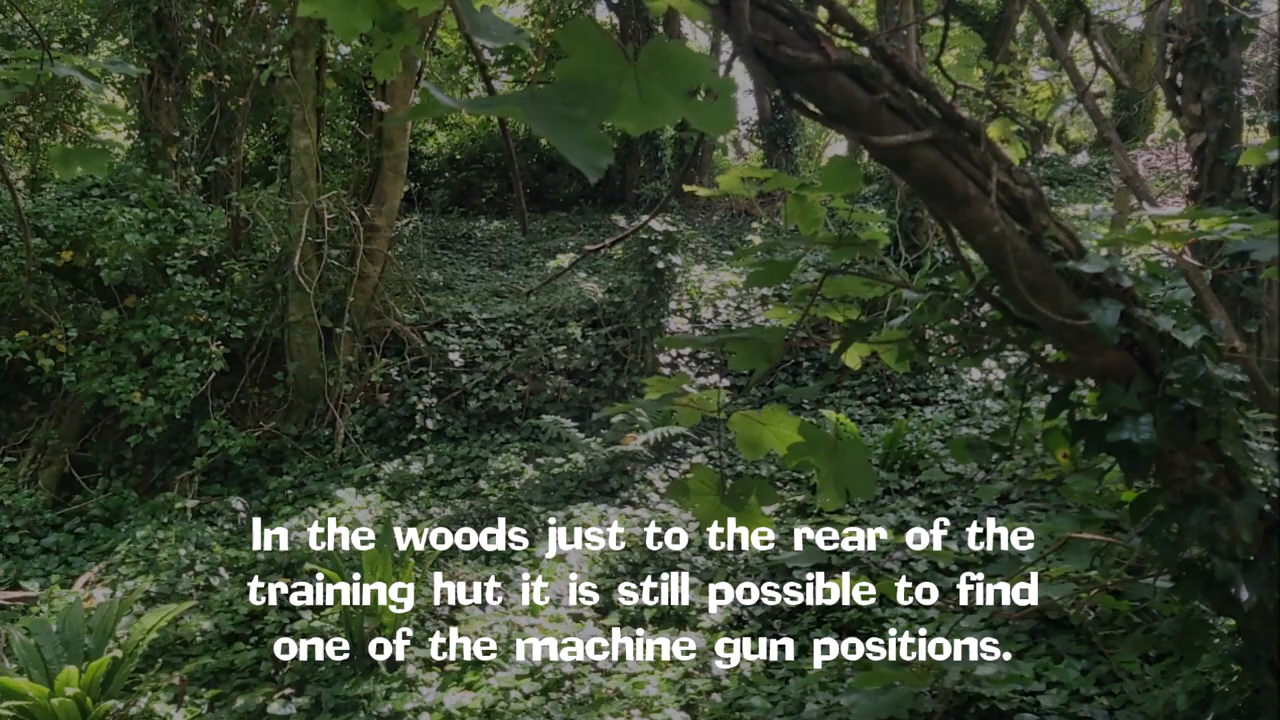 In the woods just to the rear of the
training hut it is still possible to find
one of the machine gun positions.